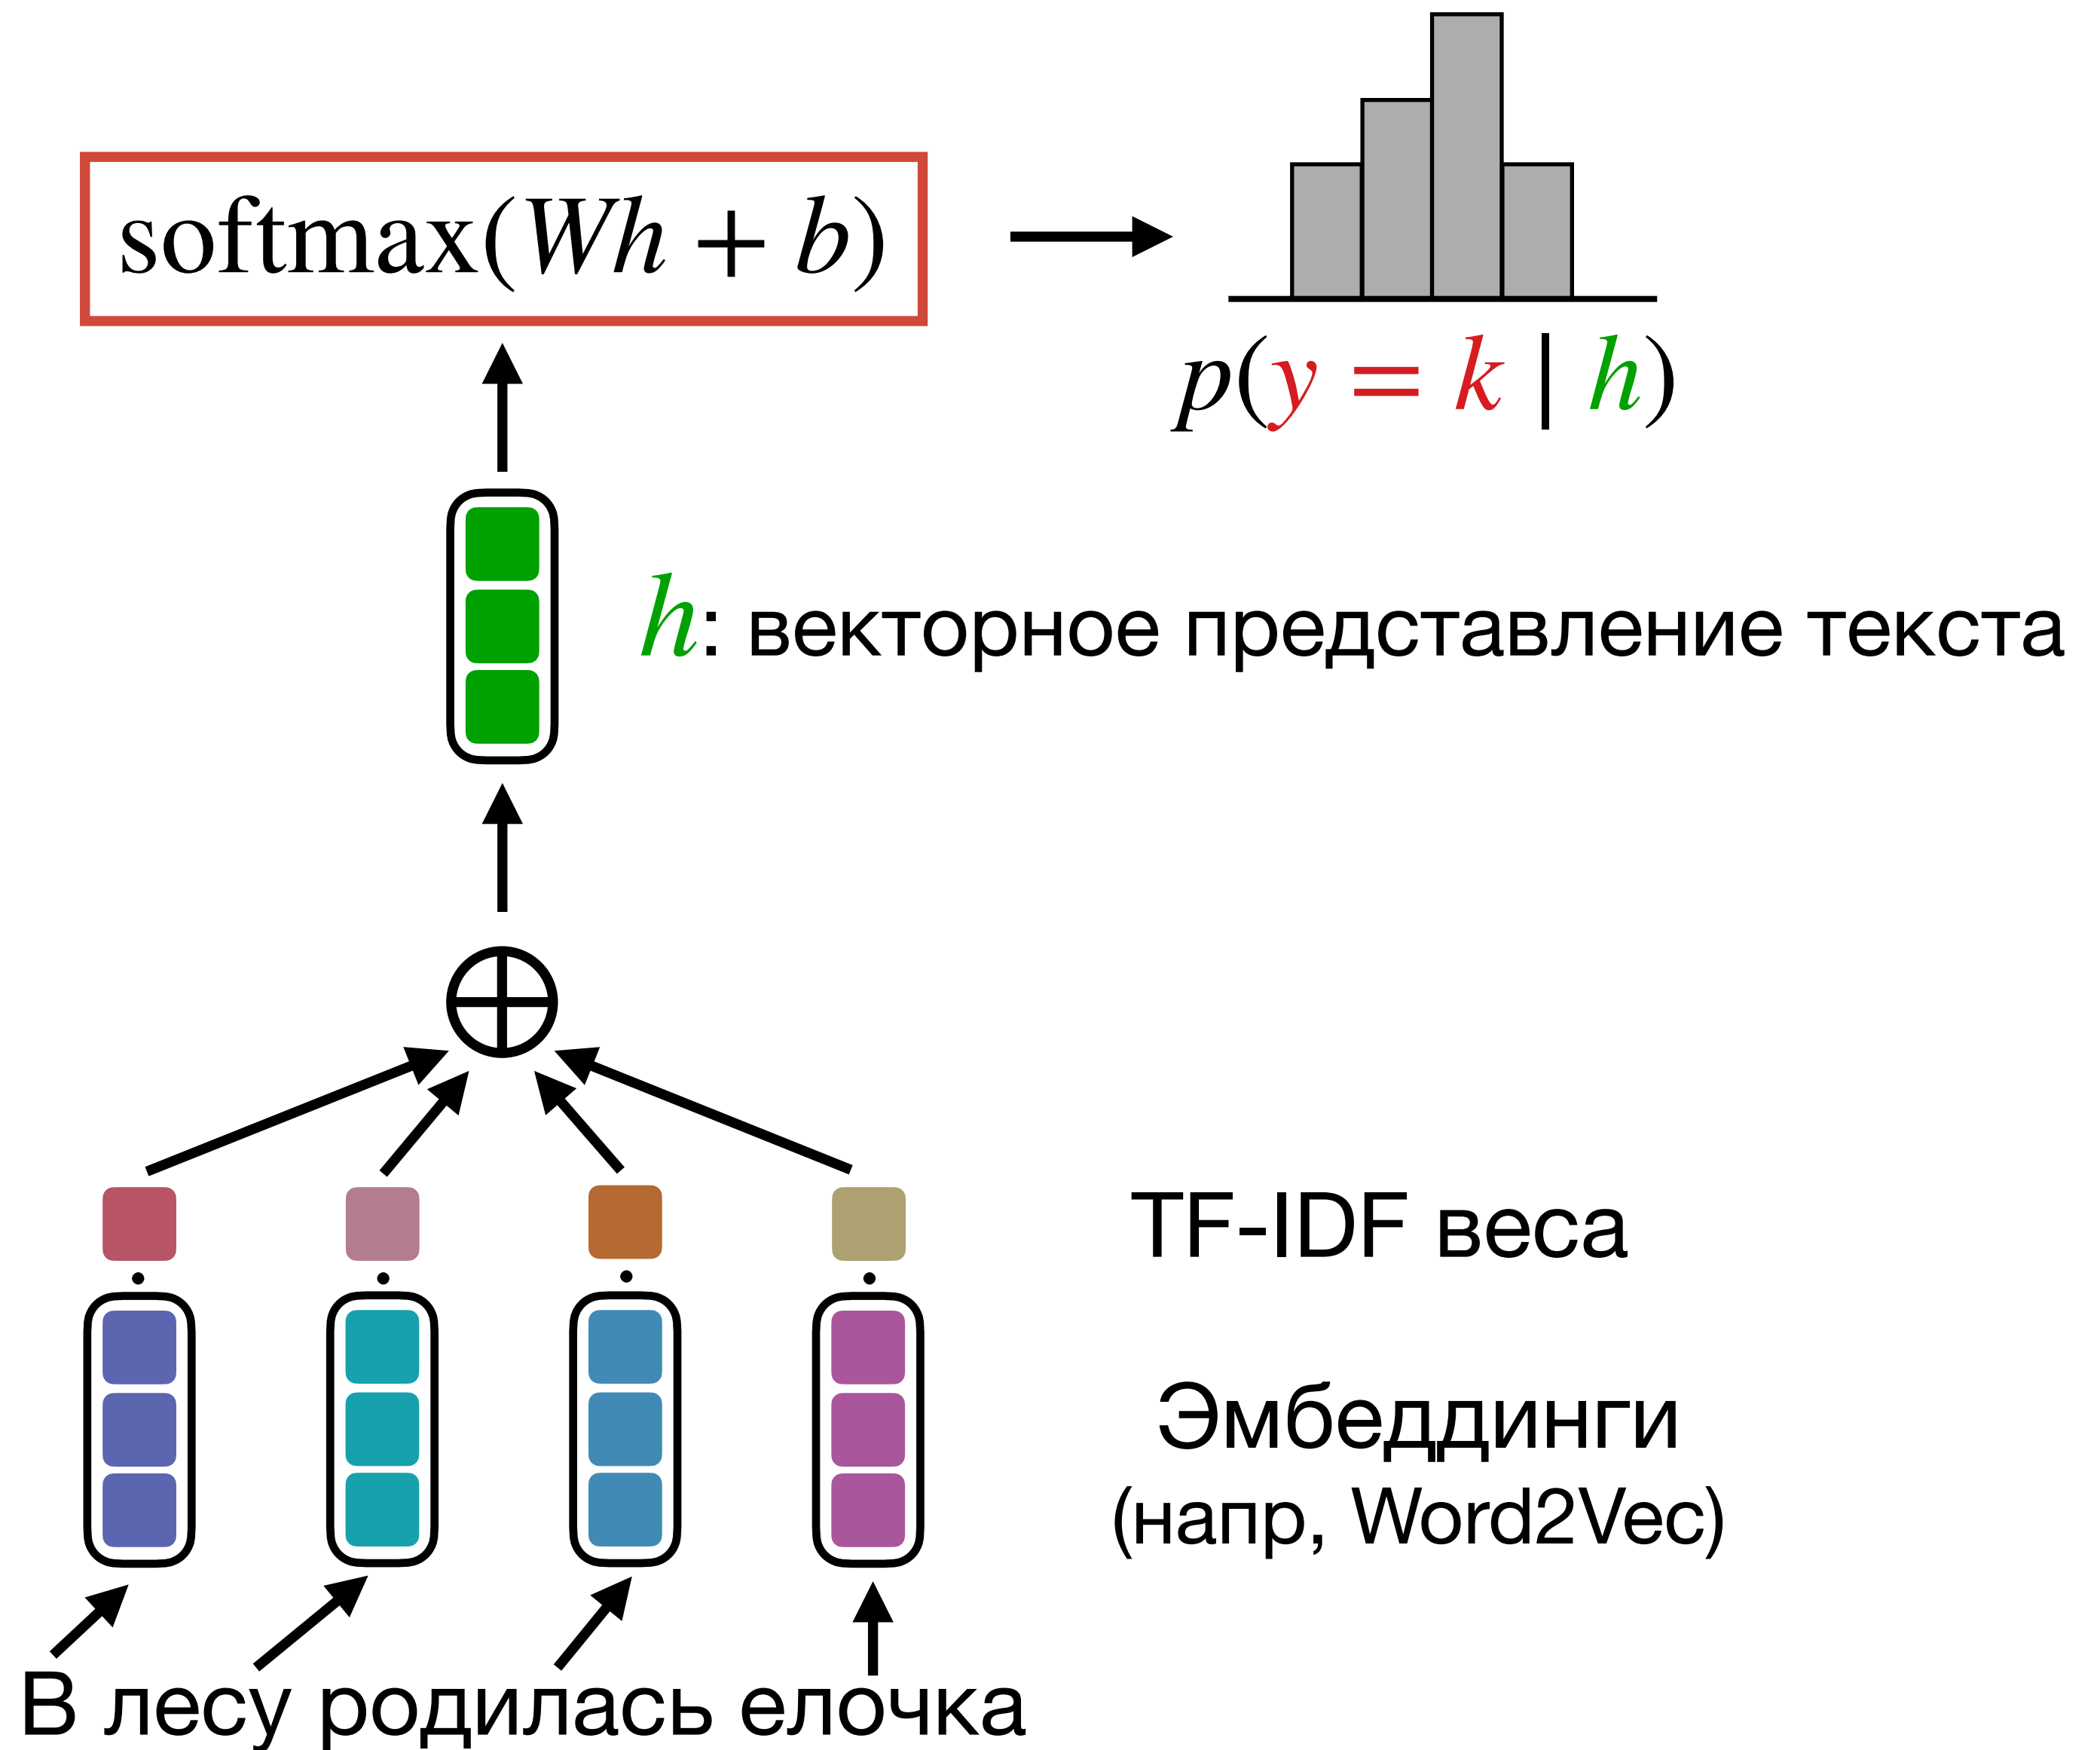 softmax(Wh + b)
p(y = k | h)
h: векторное представление текста
TF-IDF веса
Эмбеддинги
(напр, Word2Vec)
В лесу родилась елочка